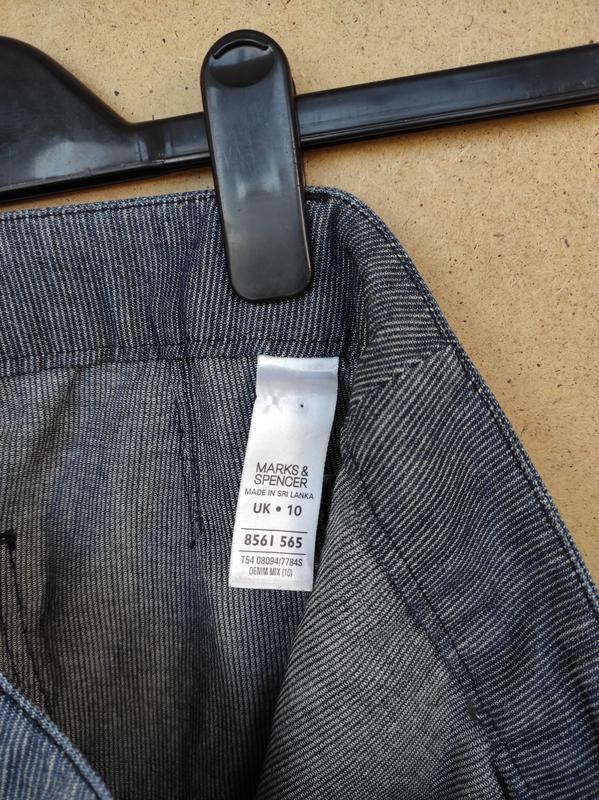 MARKS &
SPENCER
MADE IN SRI LANKA
UK • 10
8561 565
T54 08094/7784S
DENIM MIX (10)